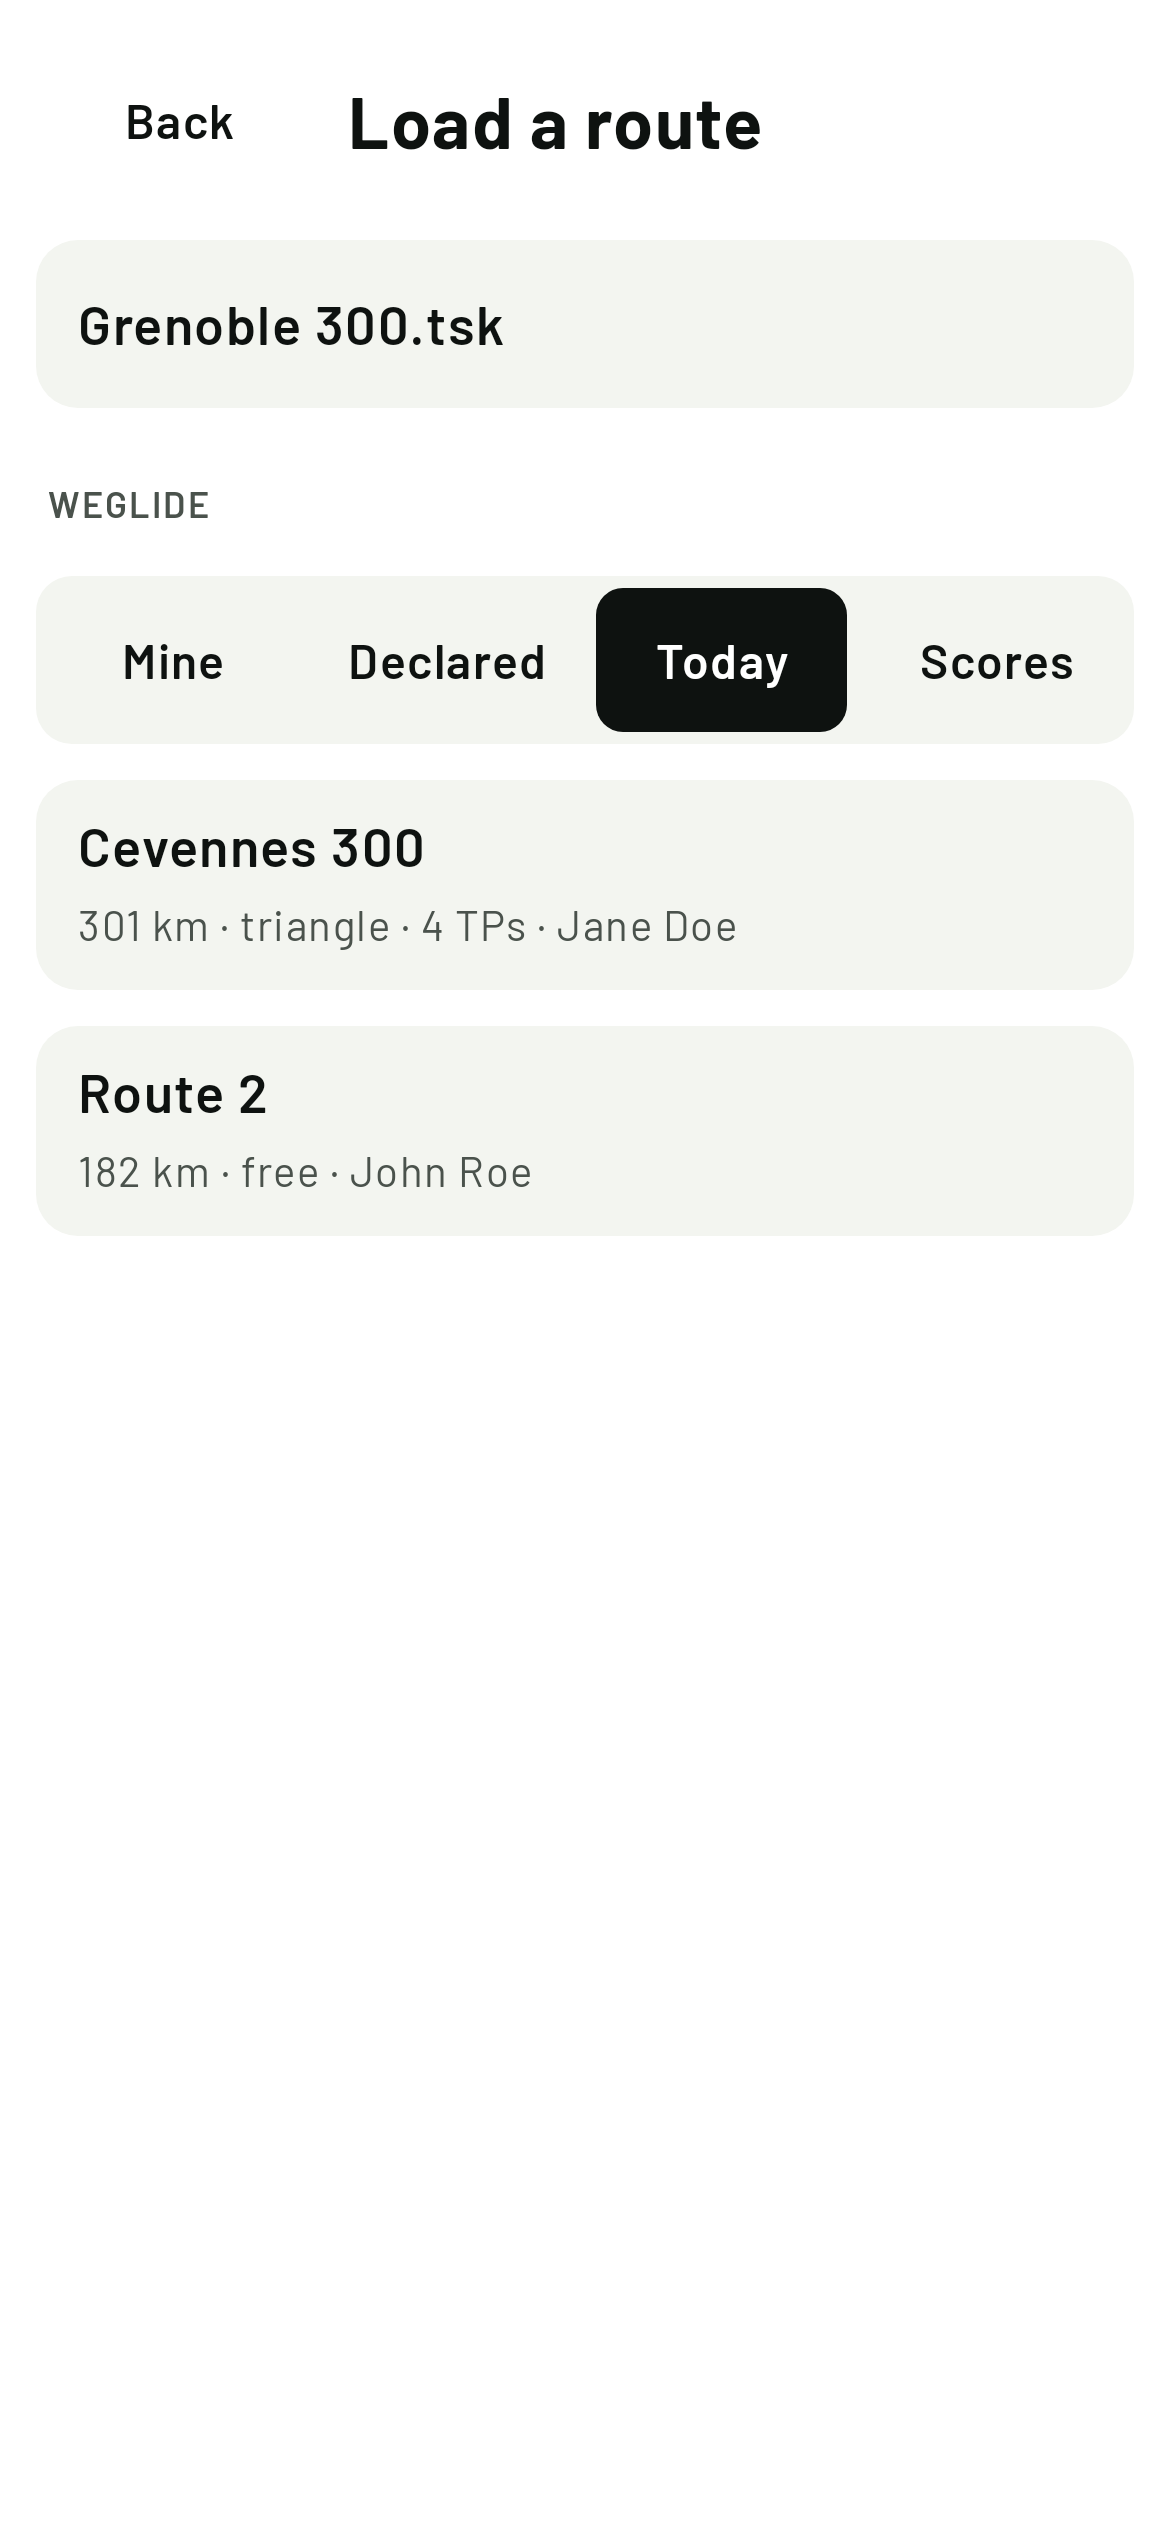 Back
Load a route
Grenoble 300.tsk
WEGLIDE
Mine
Declared
Today
Scores
Cevennes 300
301 km · triangle · 4 TPs · Jane Doe
Route 2
182 km · free · John Roe